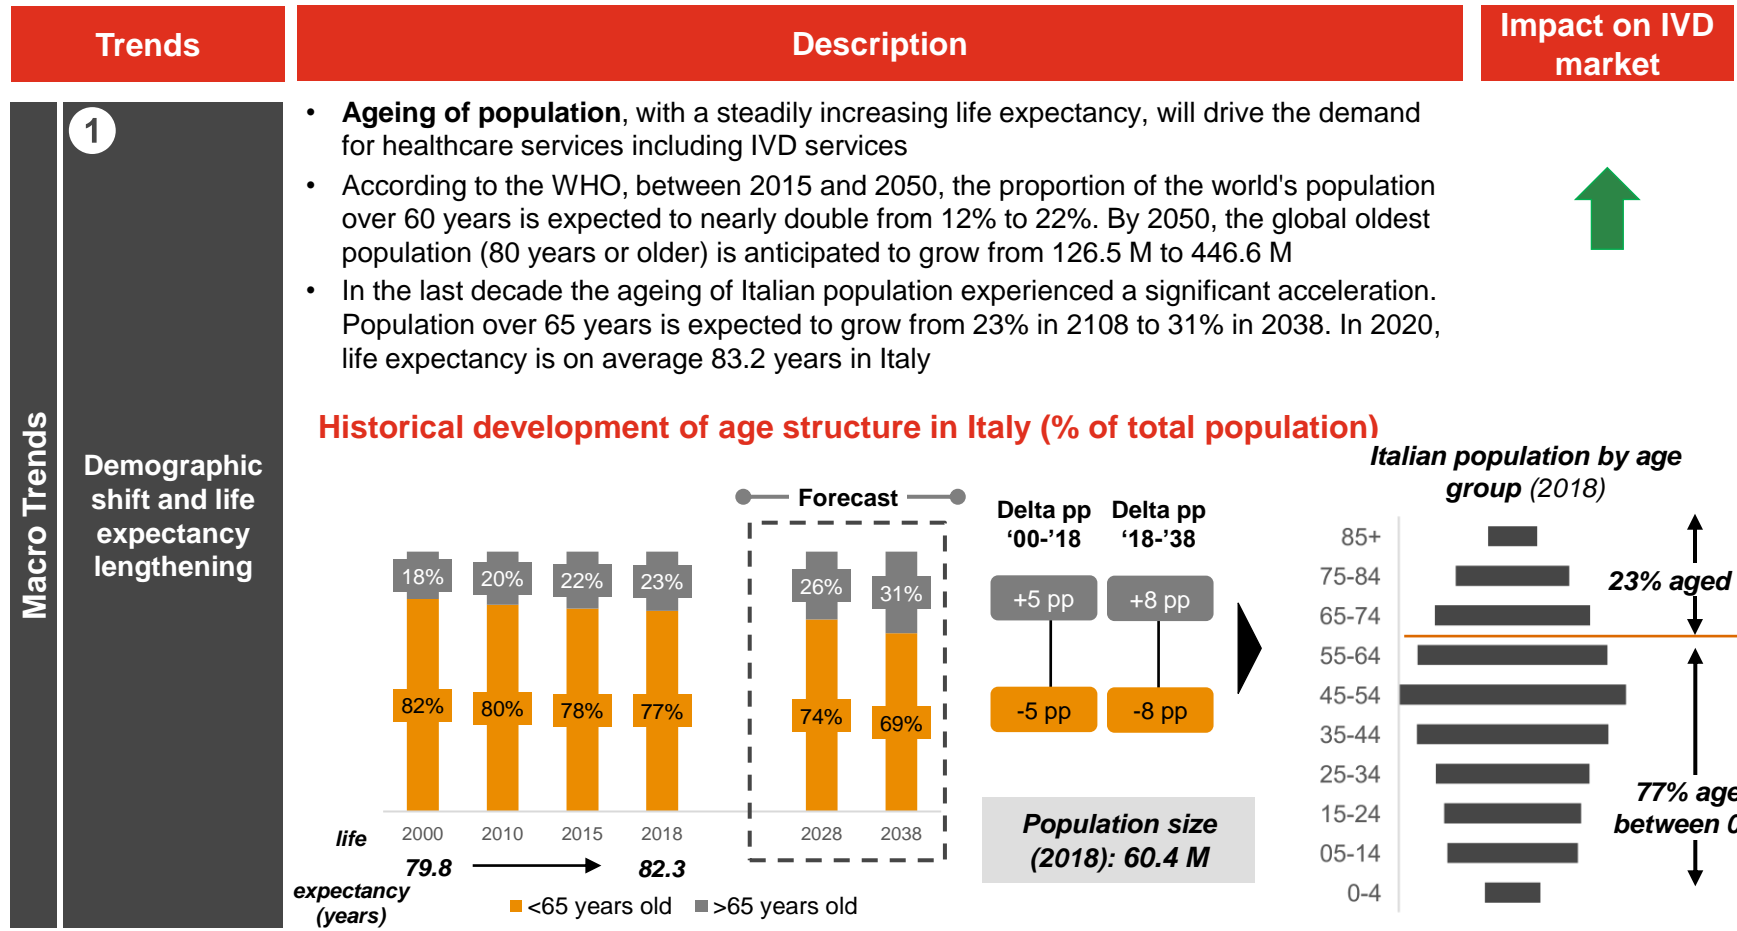 Trends
Description
Impact on IVD
market
Macro Trends
1
Demographic
shift and life
expectancy
lengthening
• Ageing of population, with a steadily increasing life expectancy, will drive the demand
for healthcare services including IVD services
• According to the WHO, between 2015 and 2050, the proportion of the world's population
over 60 years is expected to nearly double from 12% to 22%. By 2050, the global oldest
population (80 years or older) is anticipated to grow from 126.5 M to 446.6 M
• In the last decade the ageing of Italian population experienced a significant acceleration.
Population over 65 years is expected to grow from 23% in 2108 to 31% in 2038. In 2020,
life expectancy is on average 83.2 years in Italy
Historical development of age structure in Italy (% of total population)
Forecast
18% 20% 22% 23% 26% 31%
82% 80% 78% 77% 74% 69%
2000 2010 2015 2018 2028 2038
life
expectancy
(years)
79.8 82.3
<65 years old >65 years old
Delta pp
‘00-’18
Delta pp
‘18-’38
+5 pp +8 pp
-5 pp -8 pp
Population size
(2018): 60.4 M
Italian population by age
group (2018)
85+
75-84
65-74
55-64
45-54
35-44
25-34
15-24
05-14
0-4
23% aged
77% age
between 0